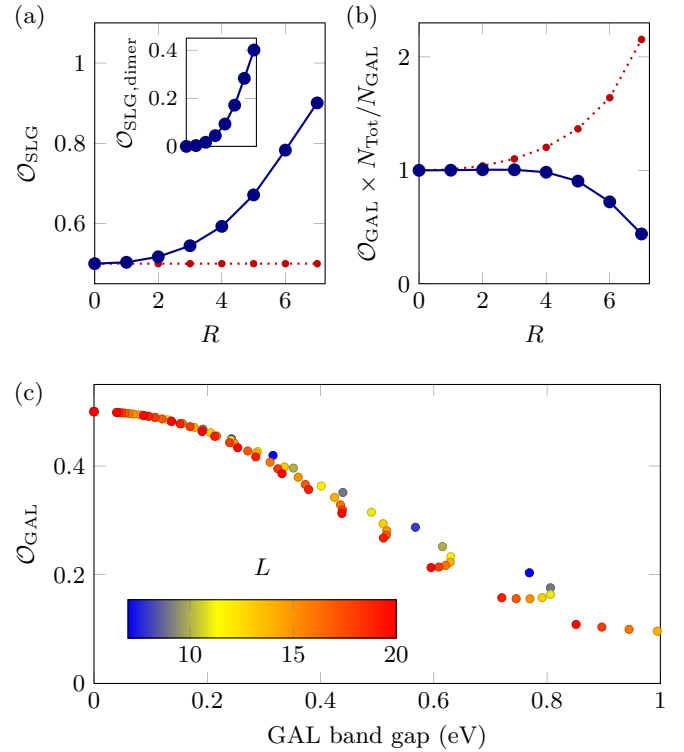 (a)
1
0.8
0.6
0 2 4 6
R
𝒪SLG
0.4
0.2
0
𝒪SLG,dimer
(b)
2
1
0
0 2 4 6
R
𝒪GAL × NTot/NGAL
(c)
0.4
0.2
0
0 0.2 0.4 0.6 0.8 1
GAL band gap (eV)
𝒪GAL
L
10 15 20